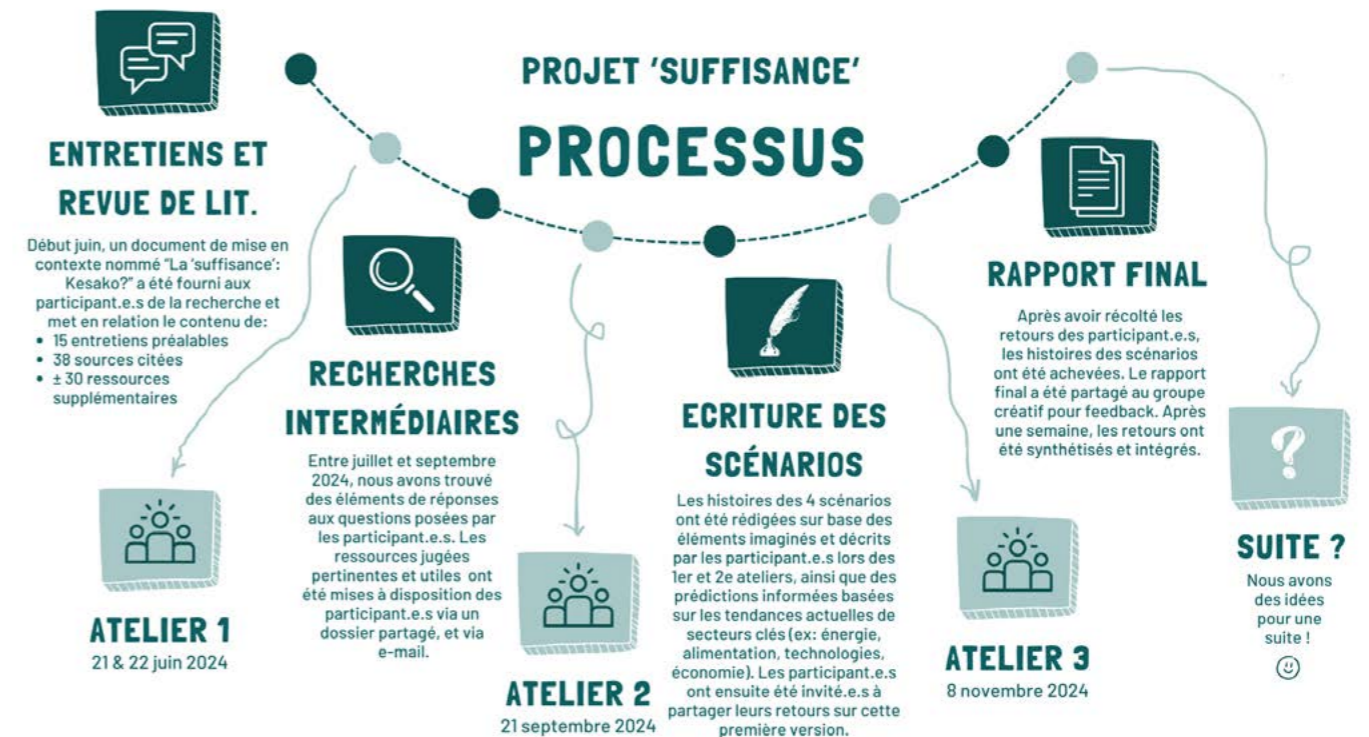 PROJET 'SUFFISANCE'
PROCESSUS
ENTRETIENS ET
REVUE DE LIT.
Début juin, un document de mise en
contexte nommé "La 'suffisance':
Kesako?" a été fourni aux
participant.e.s de la recherche et
met en relation le contenu de:
• 15 entretiens préalables
• 38 sources citées
• ± 30 ressources
supplémentaires
ATELIER 1
21 & 22 juin 2024
RECHERCHES
INTERMÉDIAIRES
Entre juillet et septembre
2024, nous avons trouvé
des éléments de réponses
aux questions posées par
les participant.e.s. Les
ressources jugées
pertinentes et utiles ont
été mises à disposition des
participant.e.s via un
dossier partagé, et via
e-mail.
ATELIER 2
21 septembre 2024
ECRITURE DES
SCÉNARIOS
Les histoires des 4 scénarios
ont été rédigées sur base des
éléments imaginés et décrits
par les participant.e.s lors des
1er et 2e ateliers, ainsi que des
prédictions informées basées
sur les tendances actuelles de
secteurs clés (ex: énergie,
alimentation, technologies,
économie). Les participant.e.s
ont ensuite été invité.e.s à
partager leurs retours sur cette
première version.
ATELIER 3
8 novembre 2024
RAPPORT FINAL
Après avoir récolté les
retours des participant.e.s,
les histoires des scénarios
ont été achevées. Le rapport
final a été partagé au groupe
créatif pour feedback. Après
une semaine, les retours ont
été synthétisés et intégrés.
?
SUITE ?
Nous avons
des idées
pour une
suite !